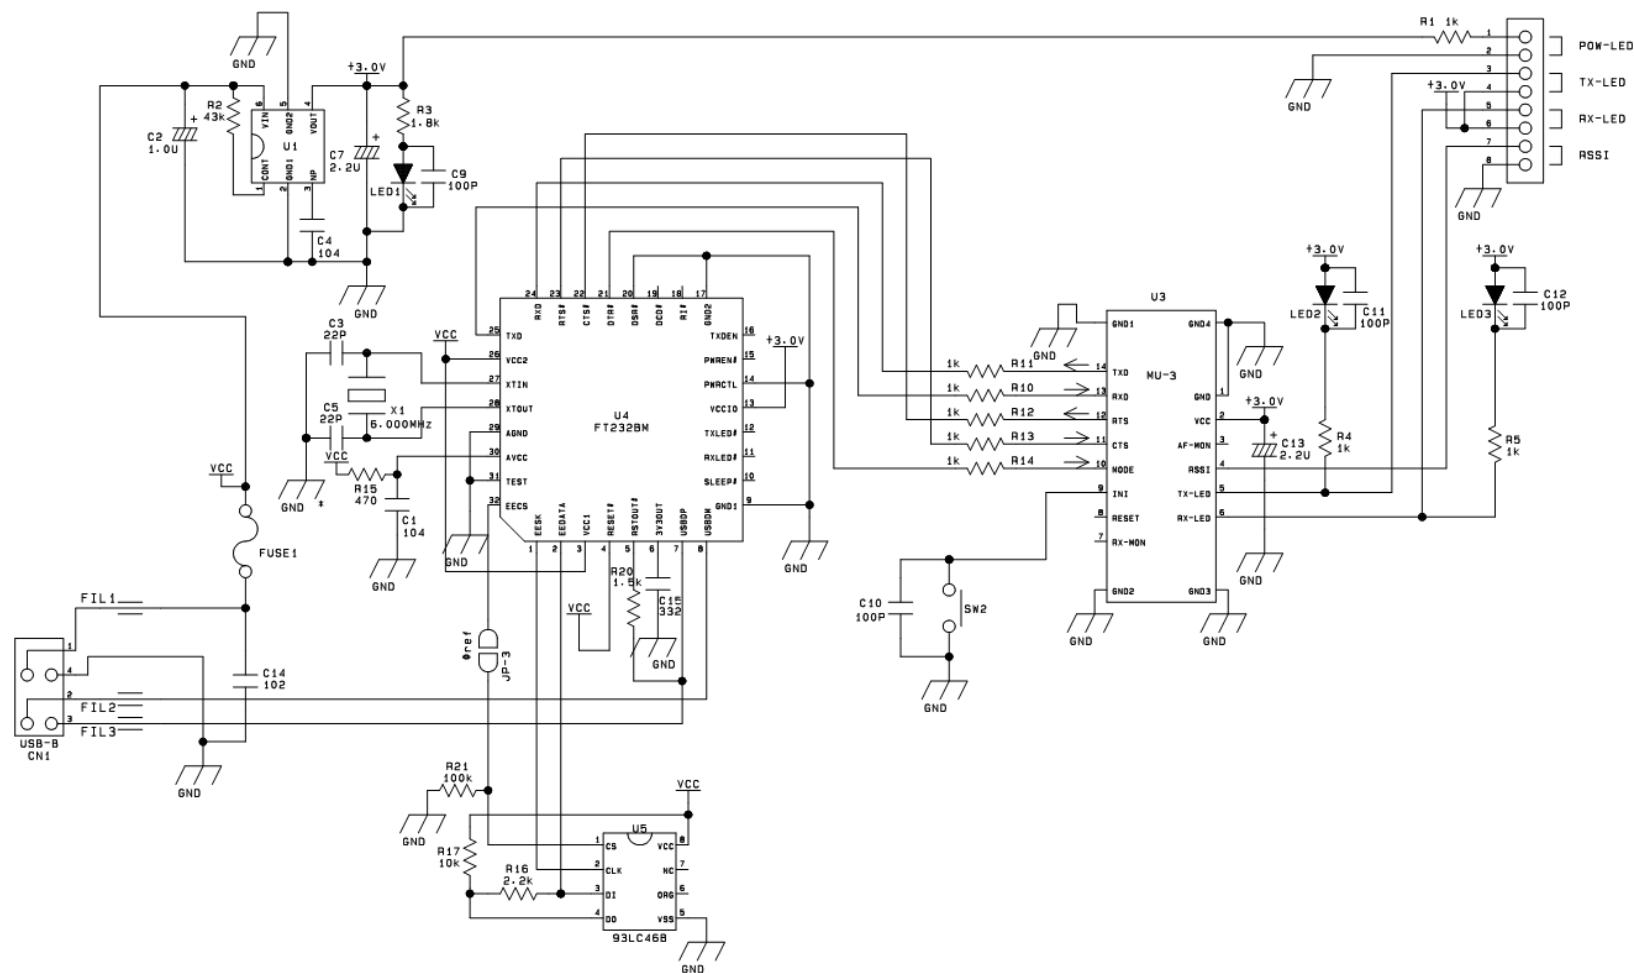 R1 1k
1
2
3
4
5
6
7
8
POW-LED
TX-LED
RX-LED
RSSI
+3.0V
GND
GND
GND
+3.0V
R2
43k
C2
1.0U
+
6
5
4
VIN
GND2
VOUT
U1
CONT
GND1
NP
1
2
3
C4
104
C7
2.2U
+
R3
1.8k
LED1
C9
100P
GND
C3
22P
C5
22P
X1
6.000MHz
VCC
VCC
R15
470
C1
104
GND
*
GND
GND
24
23
22
21
20
19
18
17
RXD
RTS#
CTS#
DTR#
DSR#
DCD#
RI#
GND2
25
TXD
26
VCC2
27
XTIN
28
XTOUT
29
AGND
30
AVCC
31
TEST
32
EECS
U4
FT232BM
TXDEN
16
PWREN#
15
PWRCTL
14
VCCIO
13
TXLED#
12
RXLED#
11
SLEEP#
10
GND1
9
+3.0V
GND
EESK
EEDATA
VCC1
RESET#
RSTOUT#
3V3OUT
USBDP
USBDM
1
2
3
4
5
6
7
8
VCC
R20
1.5k
332
GND
1k
R11
1k
R10
1k
R12
1k
R13
1k
R14
U3
MU-3
GND1
GND4
14
TXD
13
RXD
12
RTS
11
CTS
10
MODE
9
INI
8
RESET
7
RX-MON
GND2
GND
1
VCC
2
AF-MON
3
RSSI
4
TX-LED
5
RX-LED
6
GND3
GND
GND
GND
GND
GND
+3.0V
C13
2.2U
+
+3.0V
LED2
C11
100P
R4
1k
+3.0V
LED3
C12
100P
R5
1k
C10
100P
SW2
GND
VCC
FUSE1
FIL1
FIL2
FIL3
1
4
2
3
USB-B
CN1
C14
102
GND
@ref
JP-3
R21
100k
GND
R17
10k
R16
2.2k
VCC
U5
1
CS
2
CLK
3
DI
4
DO
VCC
8
NC
7
ORG
6
VSS
5
93LC46B
GND